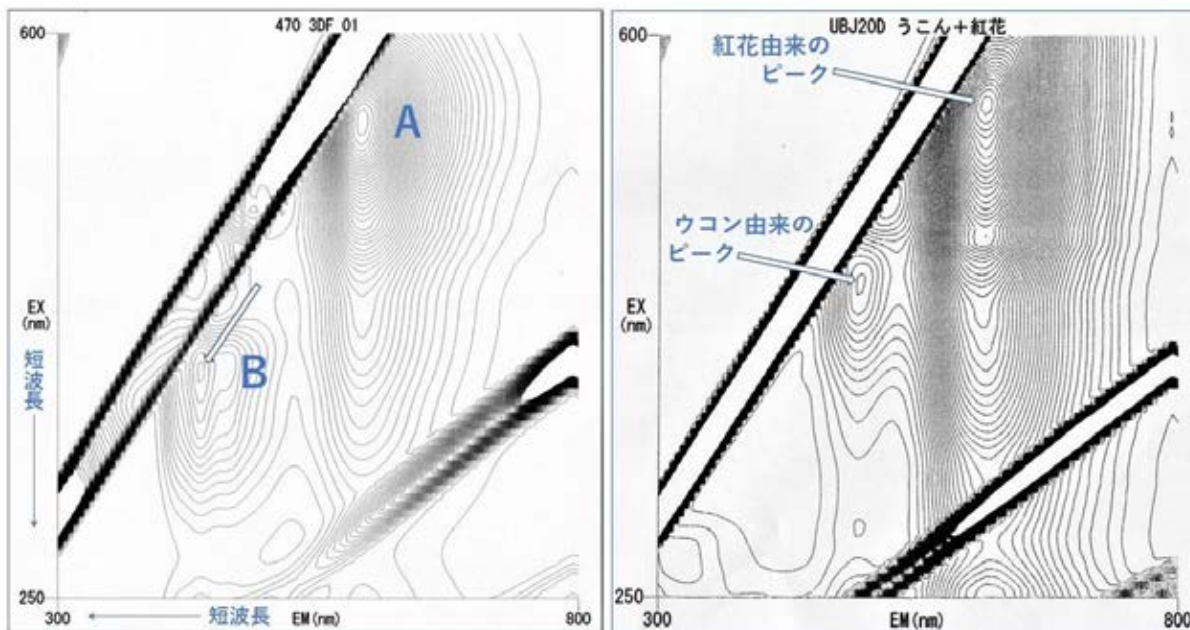 470 3DF 01
600
A
B
EX
(nm)
短波長
250
300
短波長
EM(nm)
800
UBJ20D うこん+紅花
600
紅花由来の
ピーク
ウコン由来の
ピーク
EX
(nm)
250
300
EM(nm)
800